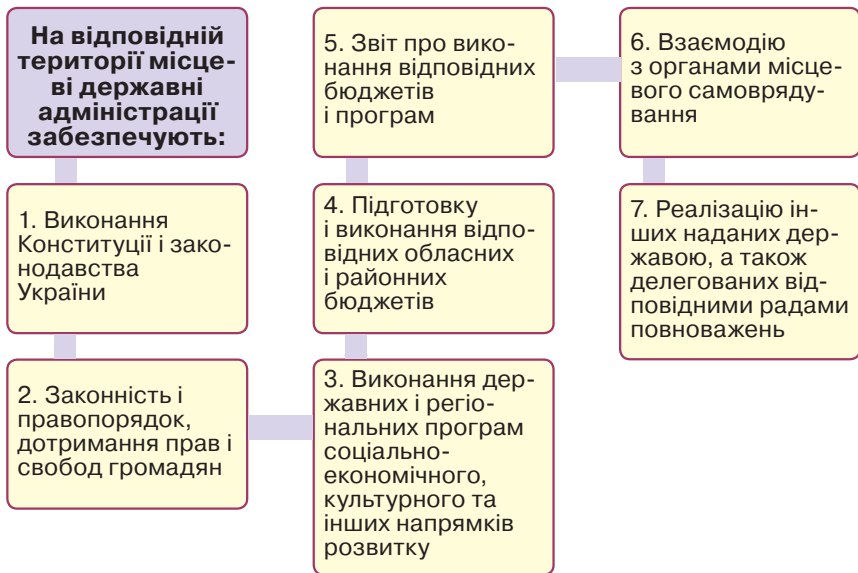 На відповідній
території місце-
ві державні
адміністрації
забезпечують:
1. Виконання
Конституції і зако-
нодавства
України
2. Законність і
правопорядок,
дотримання прав і
свобод громадян
3. Виконання дер-
жавних і регіо-
нальних програм
соціально-
економічного,
культурного та
інших напрямків
розвитку
4. Підготовку
і виконання відпо-
відних обласних
і районних
бюджетів
5. Звіт про вико-
нання відповідних
бюджетів
і програм
6. Взаємодію
з органами місце-
вого самовряду-
вання
7. Реалізацію ін-
ших наданих дер-
жавою, а також
делегованих від-
повідними радами
повноважень